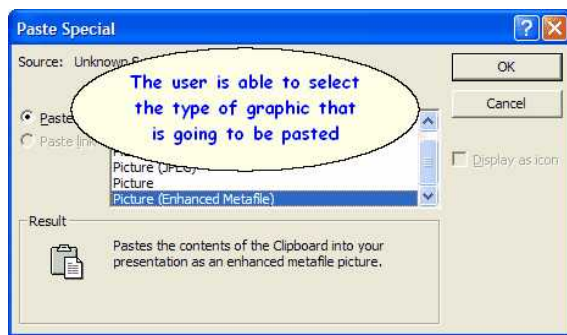 Paste Special
Source: Unknown
The user is able to select
the type of graphic that
is going to be pasted
OK
Cancel
Paste
Paste link
Display as icon
Picture (JPEG)
Picture
Picture (Enhanced Metafile)
Result
Pastes the contents of the Clipboard into your
presentation as an enhanced metafile picture.